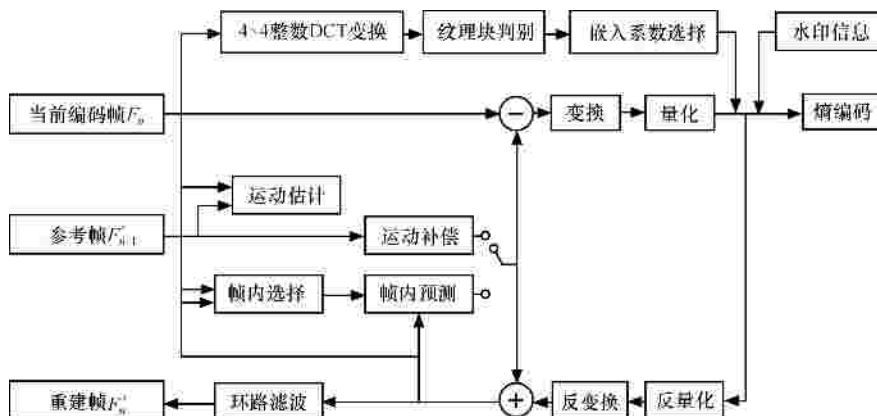 4×4整数DCT变换 纹理块判别 嵌入系数选择 水印信息
当前编码帧Fn − 变换 量化 熵编码
运动估计
参考帧F'n-1 运动补偿
帧内选择 帧内预测
重建帧F'n 环路滤波 + 反变换 反量化